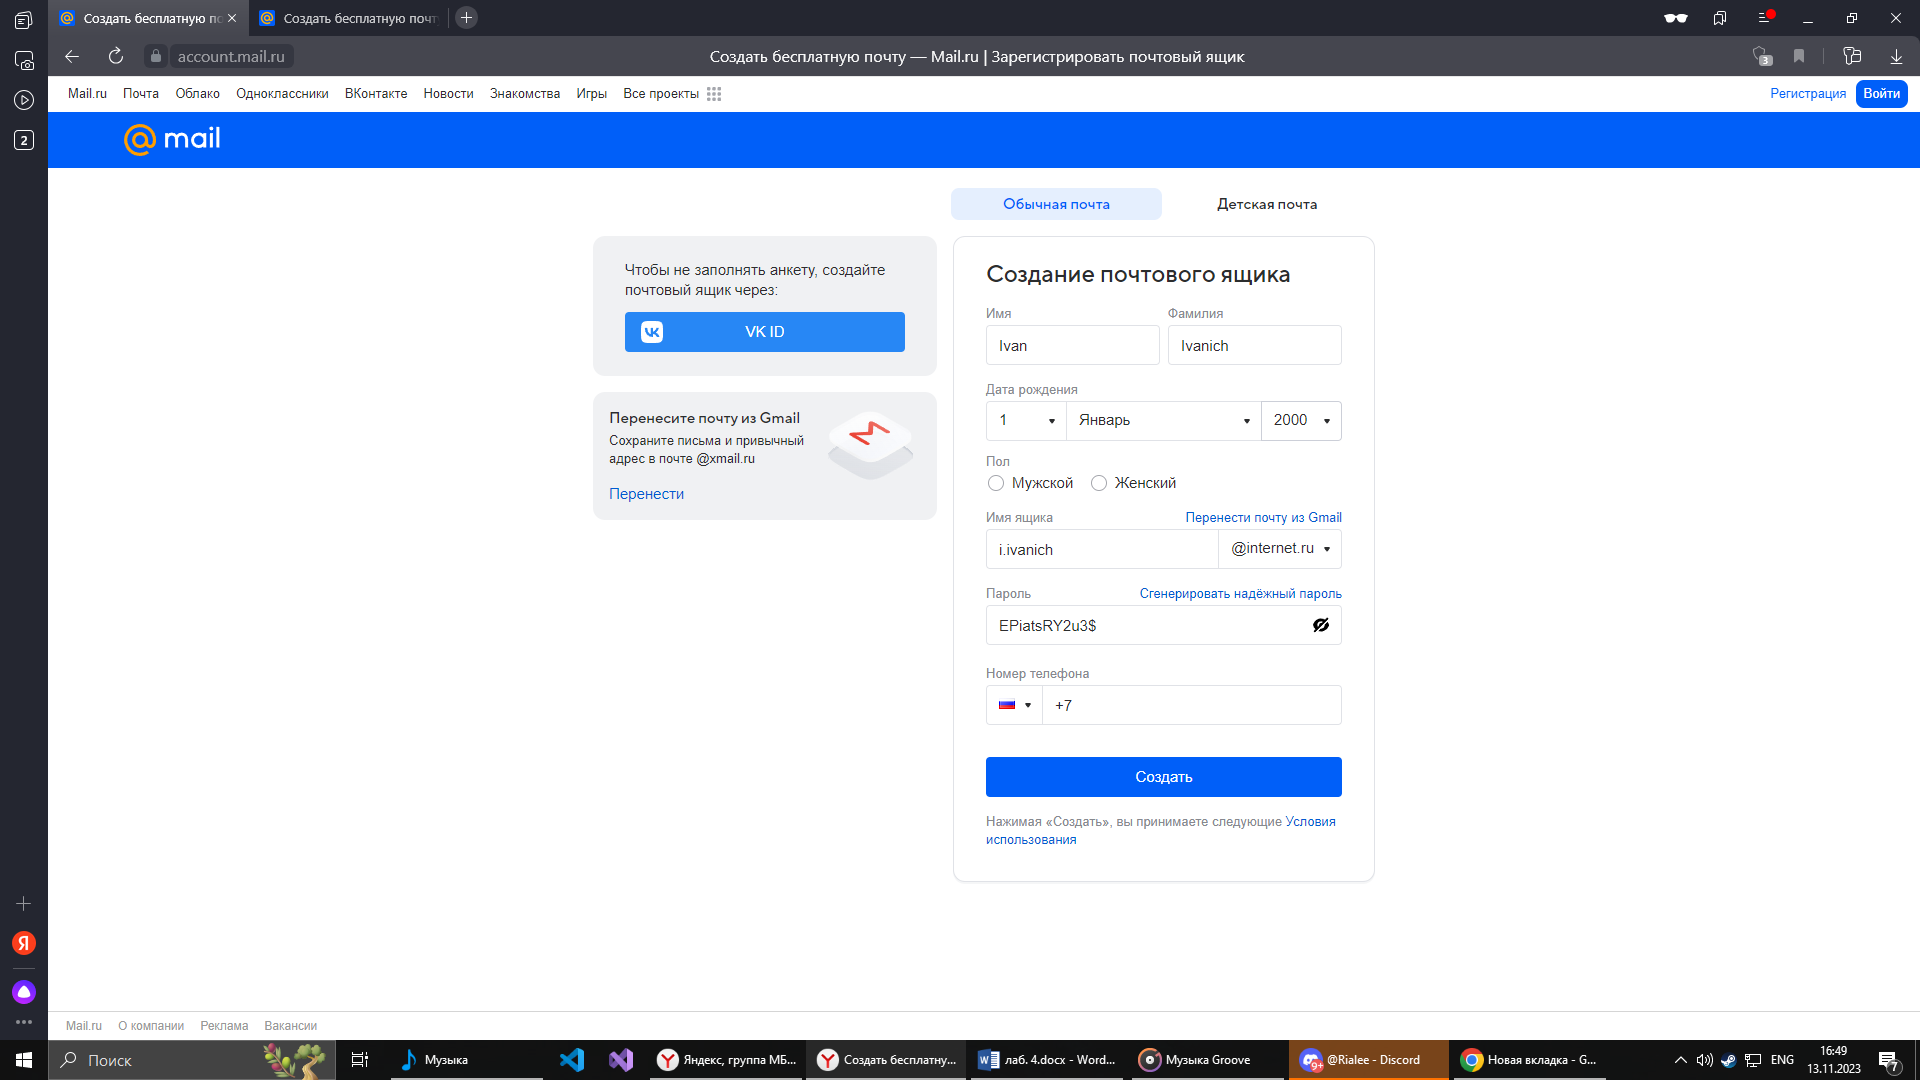 Создать бесплатную по
Создать бесплатную почт
account.mail.ru
Создать бесплатную почту — Mail.ru | Зарегистрировать почтовый ящик
3
2
Mail.ru Почта Облако Одноклассники ВКонтакте Новости Знакомства Игры Все проекты
Регистрация Войти
@mail
Обычная почта Детская почта
Чтобы не заполнять анкету, создайте
почтовый ящик через:
VK ID
Перенесите почту из Gmail
Сохраните письма и привычный
адрес в почте @xmail.ru
Перенести
Создание почтового ящика
Имя Фамилия
Ivan Ivanich
Дата рождения
1 Январь 2000
Пол
Мужской Женский
Имя ящика Перенести почту из Gmail
i.ivanich @internet.ru
Пароль Сгенерировать надёжный пароль
EPiatsRY2u3$
Номер телефона
+7
Создать
Нажимая «Создать», вы принимаете следующие Условия
использования
Я
Mail.ru О компании Реклама Вакансии
Поиск
Музыка
Яндекс, группа МБ...
Создать бесплатну...
лаб. 4.docx - Word...
Музыка Groove
9+
@Rialee - Discord
Новая вкладка - G...
ENG
16:49
13.11.2023
7